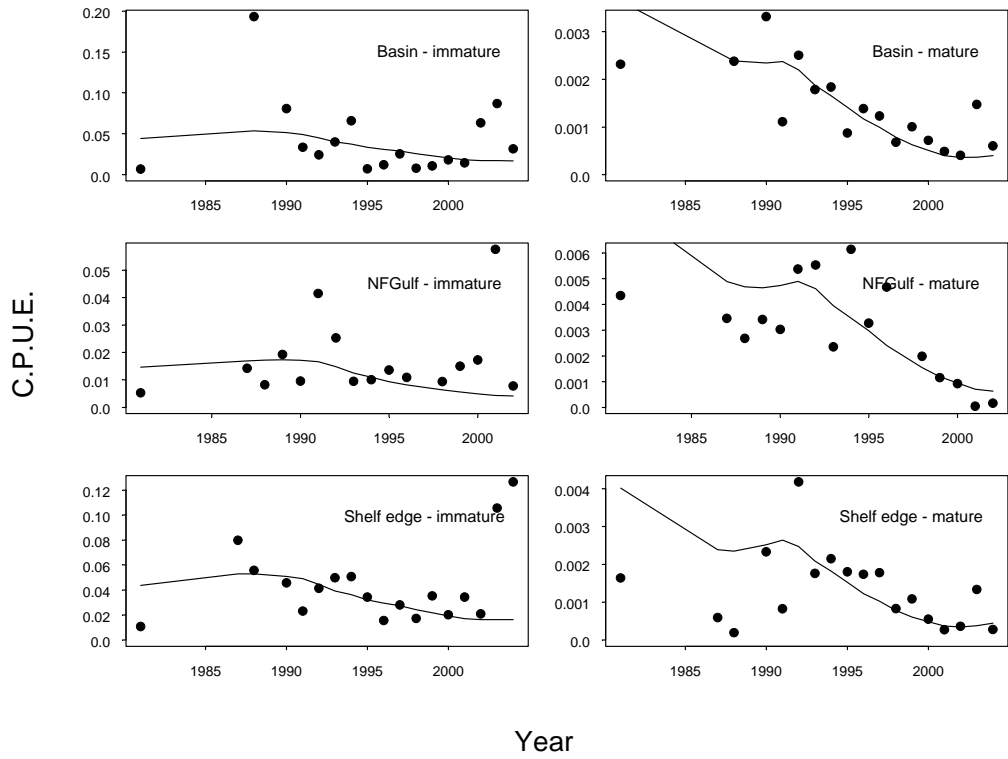 Basin - immature
0.20
0.15
0.10
0.05
0.0
1985 1990 1995 2000
Basin - mature
0.003
0.002
0.001
0.0
1985 1990 1995 2000
NFGulf - immature
0.05
0.04
0.03
0.02
0.01
0.0
1985 1990 1995 2000
NFGulf - mature
0.006
0.005
0.004
0.003
0.002
0.001
0.0
1985 1990 1995 2000
Shelf edge - immature
0.12
0.10
0.08
0.06
0.04
0.02
0.0
1985 1990 1995 2000
Shelf edge - mature
0.004
0.003
0.002
0.001
0.0
1985 1990 1995 2000
C.P.U.E.
Year